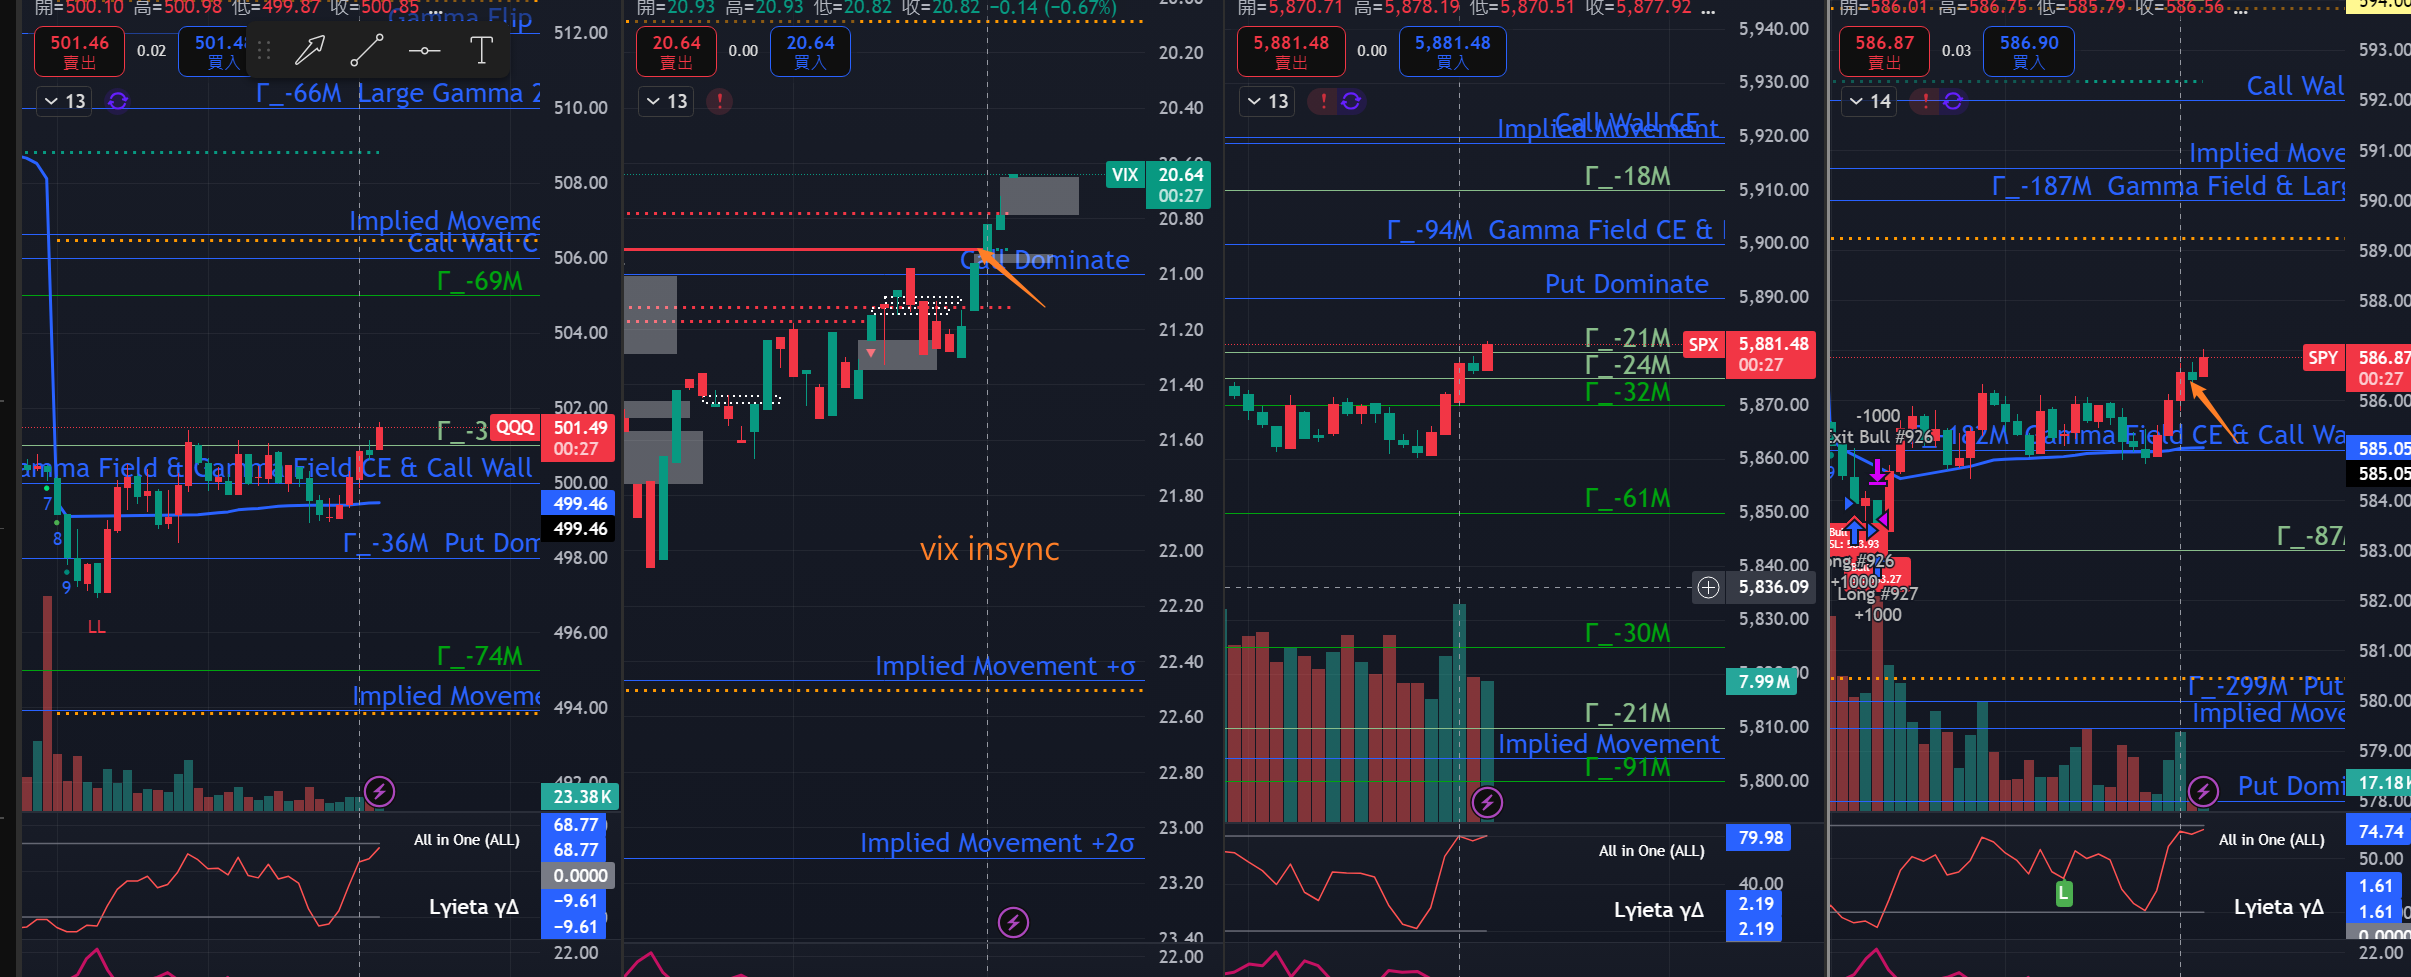 開=500.10 高=500.98 低=499.87 收=500.85 ...
Gamma Flip
501.46
賣出
0.02
501.48
買入
T
13
Γ_-66M Large Gamma 2
Implied Moveme
Call Wall C
Γ_-69M
Γ_-3
QQQ
501.49
00:27
amma Field & Gamma Field CE & Call Wall
7
8
9
LL
Γ_-36M Put Dom
Γ_-74M
Implied Moveme
512.00
510.00
508.00
506.00
504.00
502.00
500.00
499.46
499.46
498.00
496.00
494.00
492.00
23.38K
All in One (ALL)
Lγieta γΔ
68.77
68.77
0.0000
−9.61
−9.61
22.00
開=20.93 高=20.93 低=20.82 收=20.82 −0.14 (−0.67%)
20.64
賣出
0.00
20.64
買入
13
!
VIX
20.64
00:27
Call Dominate
vix insync
Implied Movement +σ
Implied Movement +2σ
20.20
20.40
20.60
20.80
21.00
21.20
21.40
21.60
21.80
22.00
22.20
22.40
22.60
22.80
23.00
23.20
23.40
22.00
開=5,870.71 高=5,878.19 低=5,870.51 收=5,877.92 ...
5,881.48
賣出
0.00
5,881.48
買入
13
!
Call Wall CE
Implied Movement
Γ_-18M
Γ_-94M Gamma Field CE &
Put Dominate
Γ_-21M
Γ_-24M
Γ_-32M
SPX
5,881.48
00:27
Γ_-61M
Γ_-30M
Γ_-21M
Implied Movement
Γ_-91M
5,940.00
5,930.00
5,920.00
5,910.00
5,900.00
5,890.00
5,870.00
5,860.00
5,850.00
5,840.00
5,836.09
5,830.00
7.99M
5,810.00
5,800.00
All in One (ALL)
Lγieta γΔ
79.98
40.00
2.19
2.19
開=586.01 高=586.75 低=585.79 收=586.56 ...
586.87
賣出
0.03
586.90
買入
14
!
Call Wal
Implied Move
Γ_-187M Gamma Field & Larg
SPY
586.87
00:27
-1000
Exit Bull #926
-182M Gamma Field CE & Call Wa
Γ_-87
#926
+1000
Long #927
+1000
Γ_-299M Put
Implied Move
Put Domi
L
594.00
593.00
592.00
591.00
590.00
589.00
588.00
586.00
585.05
585.05
584.00
583.00
582.00
581.00
580.00
579.00
17.18K
578.00
All in One (ALL)
Lγieta γΔ
74.74
50.00
1.61
1.61
0.0000
22.00